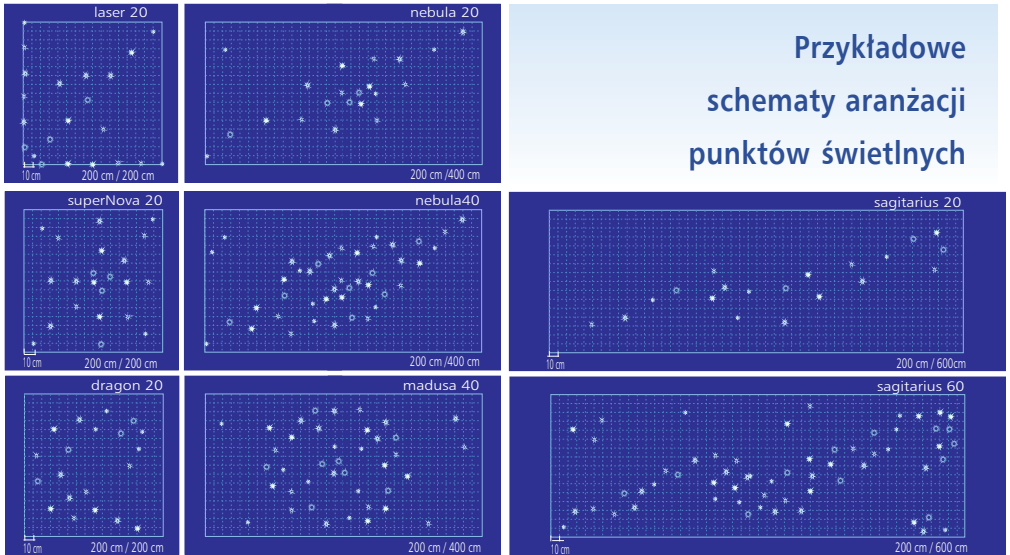 laser 20
10 cm
200 cm / 200 cm
nebula 20
200 cm /400 cm
Przykładowe
schematy aranżacji
punktów świetlnych
superNova 20
10 cm
200 cm / 200 cm
nebula40
200 cm /400 cm
sagitarius 20
10 cm
200 cm / 600cm
dragon 20
10 cm
200 cm / 200 cm
madusa 40
200 cm / 400 cm
sagitarius 60
10 cm
200 cm / 600 cm